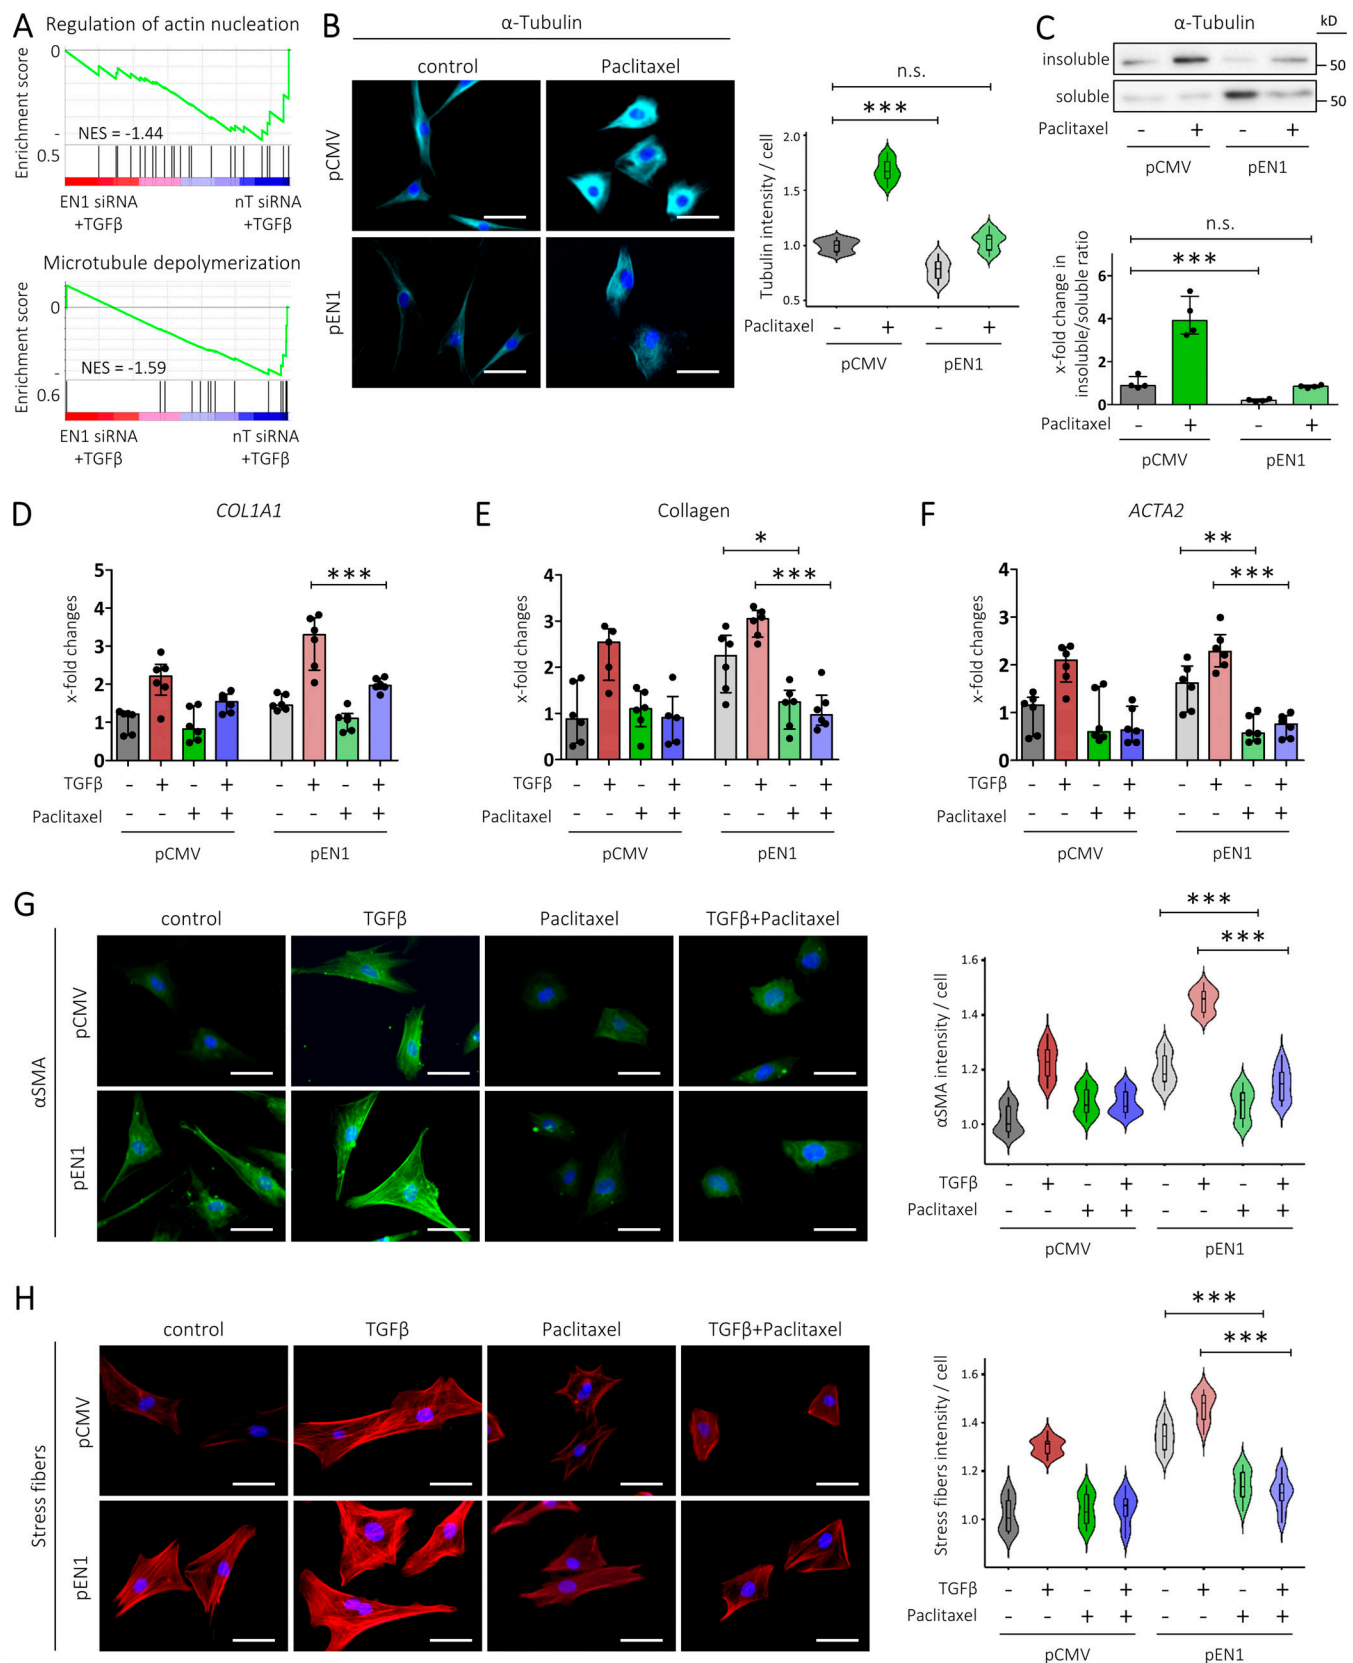 A
Regulation of actin nucleation
Enrichment score
0
-
0.5
NES = -1.44
EN1 siRNA nT siRNA
+TGFβ +TGFβ
Microtubule depolymerization
Enrichment score
0
-
0.6
NES = -1.59
EN1 siRNA nT siRNA
+TGFβ +TGFβ
B
α-Tubulin
control Paclitaxel
pCMV
pEN1
n.s.
***
Tubulin intensity / cell
2.0
1.5
1.0
0.5
Paclitaxel - + - +
pCMV pEN1
C
α-Tubulin
kD
insoluble 50
soluble 50
Paclitaxel - + - +
pCMV pEN1
n.s.
***
x-fold change in
insoluble/soluble ratio
6
4
2
0
Paclitaxel - + - +
pCMV pEN1
D
COL1A1
***
x-fold changes
5
4
3
2
1
0
TGFβ - + - + - + - +
Paclitaxel - - + + - - + +
pCMV pEN1
E
Collagen
*
***
x-fold changes
4
3
2
1
0
TGFβ - + - + - + - +
Paclitaxel - - + + - - + +
pCMV pEN1
F
ACTA2
**
***
x-fold changes
4
3
2
1
0
TGFβ - + - + - + - +
Paclitaxel - - + + - - + +
pCMV pEN1
G
control TGFβ Paclitaxel TGFβ+Paclitaxel
αSMA
pCMV
pEN1
***
***
αSMA intensity / cell
1.6
1.4
1.2
1.0
TGFβ - + - + - + - +
Paclitaxel - - + + - - + +
pCMV pEN1
H
control TGFβ Paclitaxel TGFβ+Paclitaxel
Stress fibers
pCMV
pEN1
***
***
Stress fibers intensity / cell
1.6
1.4
1.2
1.0
TGFβ - + - + - + - +
Paclitaxel - - + + - - + +
pCMV pEN1